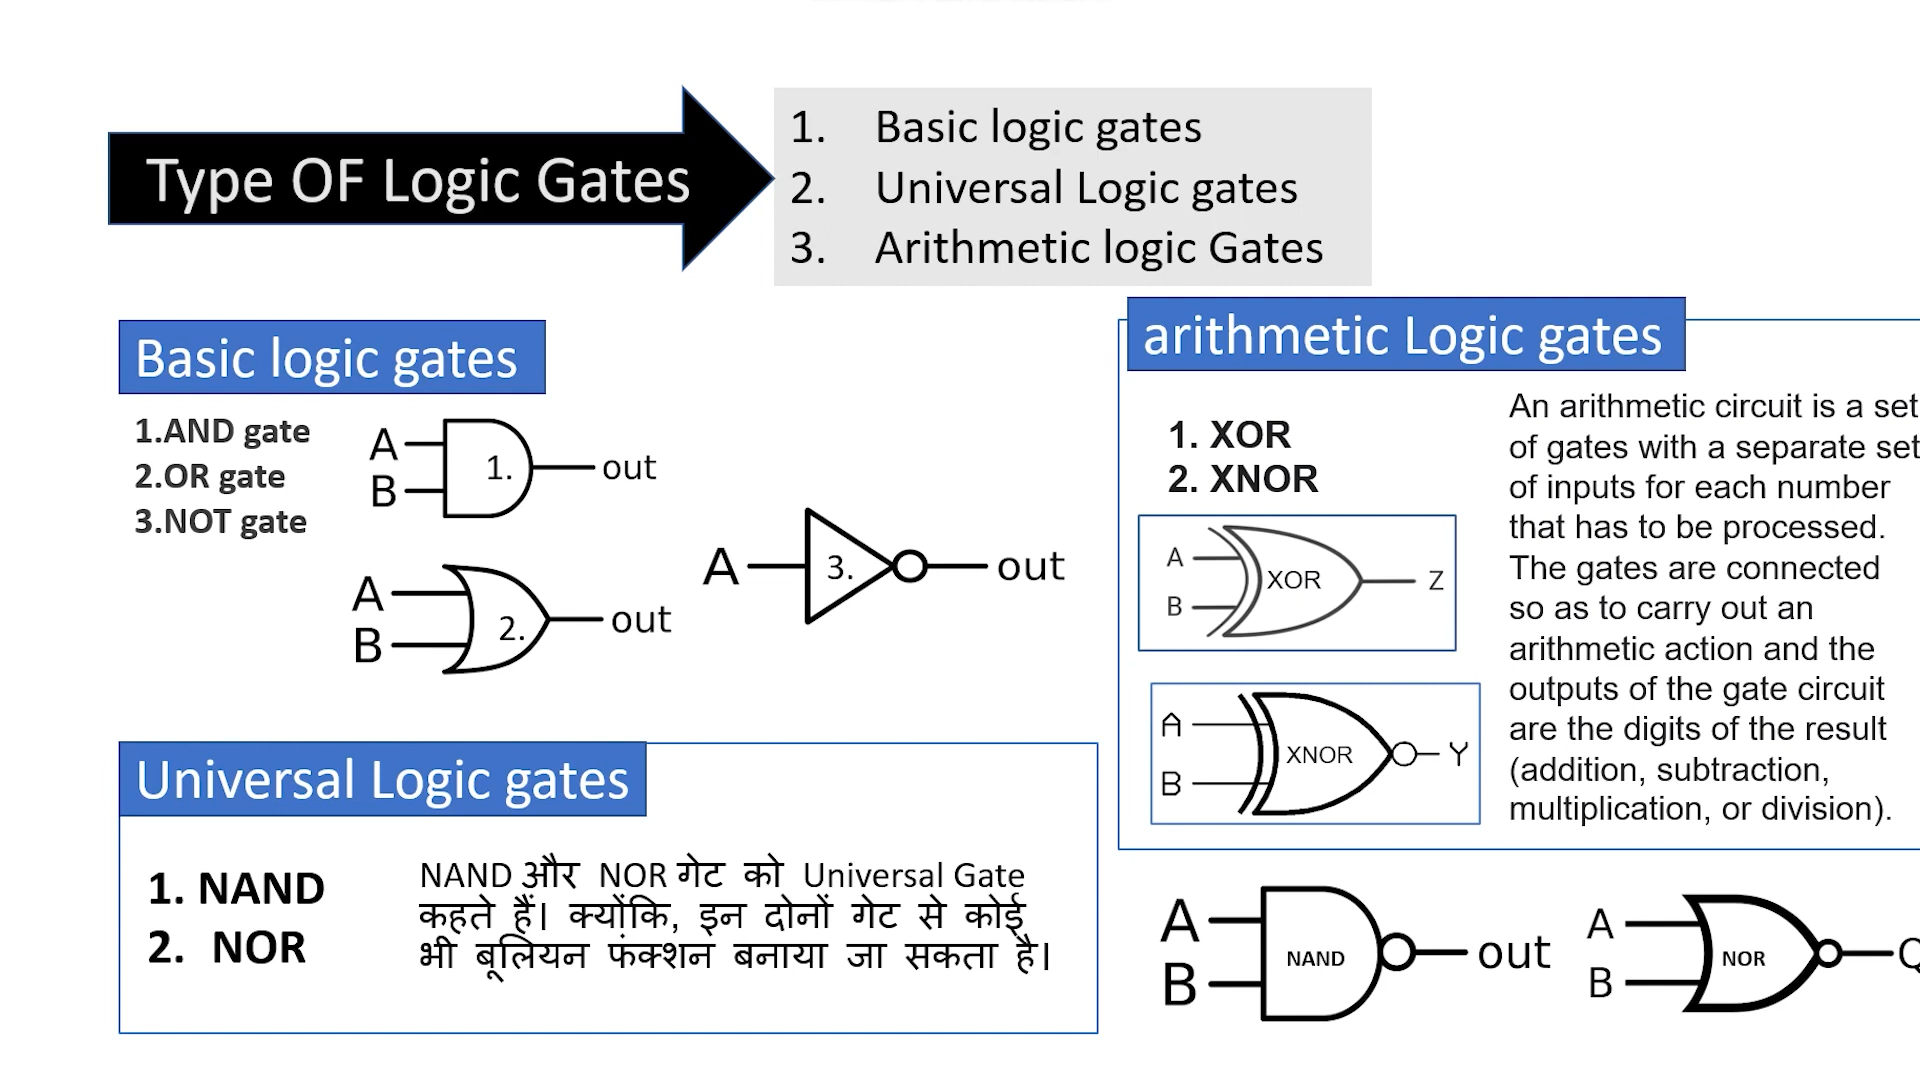 Type OF Logic Gates
1. Basic logic gates
2. Universal Logic gates
3. Arithmetic logic Gates
Basic logic gates
1.AND gate
2.OR gate
3.NOT gate
A
B
1.
out
A
B
2.
out
A
3.
out
arithmetic Logic gates
1. XOR
2. XNOR
A
B
XOR
Z
A
B
XNOR
Y
An arithmetic circuit is a set
of gates with a separate set
of inputs for each number
that has to be processed.
The gates are connected
so as to carry out an
arithmetic action and the
outputs of the gate circuit
are the digits of the result
(addition, subtraction,
multiplication, or division).
Universal Logic gates
1. NAND
2. NOR
NAND और NOR गेट को Universal Gate
कहते हैं। क्योंकि, इन दोनों गेट से कोई
भी बूलियन फंक्शन बनाया जा सकता है।
A
B
NAND
out
A
B
NOR
Q